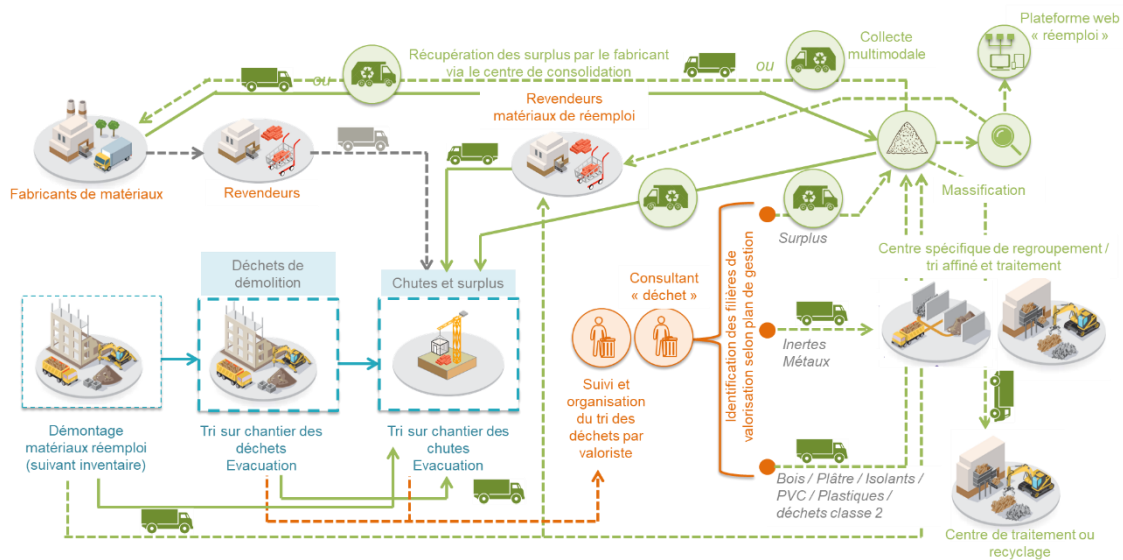 Plateforme web
« réemploi »
Collecte
multimodale
ou
Récupération des surplus par le fabricant
via le centre de consolidation
ou
Revendeurs
matériaux de réemploi
Fabricants de matériaux
Revendeurs
Massification
Surplus
Centre spécifique de regroupement /
tri affiné et traitement
Déchets de
démolition
Chutes et surplus
Consultant
« déchet »
Identification des filières de
valorisation selon plan de gestion
Inertes
Métaux
Suivi et
organisation
du tri des
déchets par
valoriste
Démontage
matériaux réemploi
(suivant inventaire)
Tri sur chantier des
déchets
Evacuation
Tri sur chantier des
chutes
Evacuation
Bois / Plâtre / Isolants /
PVC / Plastiques /
déchets classe 2
Centre de traitement ou
recyclage